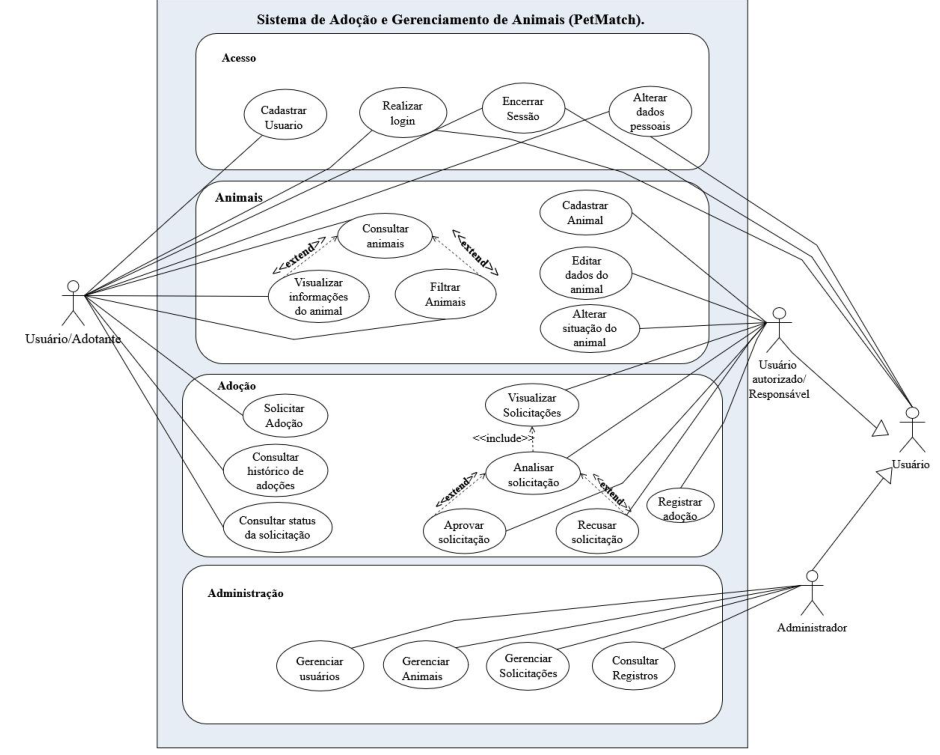 Sistema de Adoção e Gerenciamento de Animais (PetMatch).
Acesso
Cadastrar
Usuario
Realizar
login
Encerrar
Sessão
Alterar
dados
pessoais
Animais
Consultar
animais
<<extend>>
<<extend>>
Visualizar
informações
do animal
Filtrar
Animais
Cadastrar
Animal
Editar
dados do
animal
Alterar
situação do
animal
Usuário/Adotante
Usuário
autorizado/
Responsável
Adoção
Solicitar
Adoção
Consultar
histórico de
adoções
Consultar status
da solicitação
Visualizar
Solicitações
<<include>>
Analisar
solicitação
<<extend>>
<<extend>>
Aprovar
solicitação
Recusar
solicitação
Registrar
adoção
Usuário
Administração
Gerenciar
usuários
Gerenciar
Animais
Gerenciar
Solicitações
Consultar
Registros
Administrador